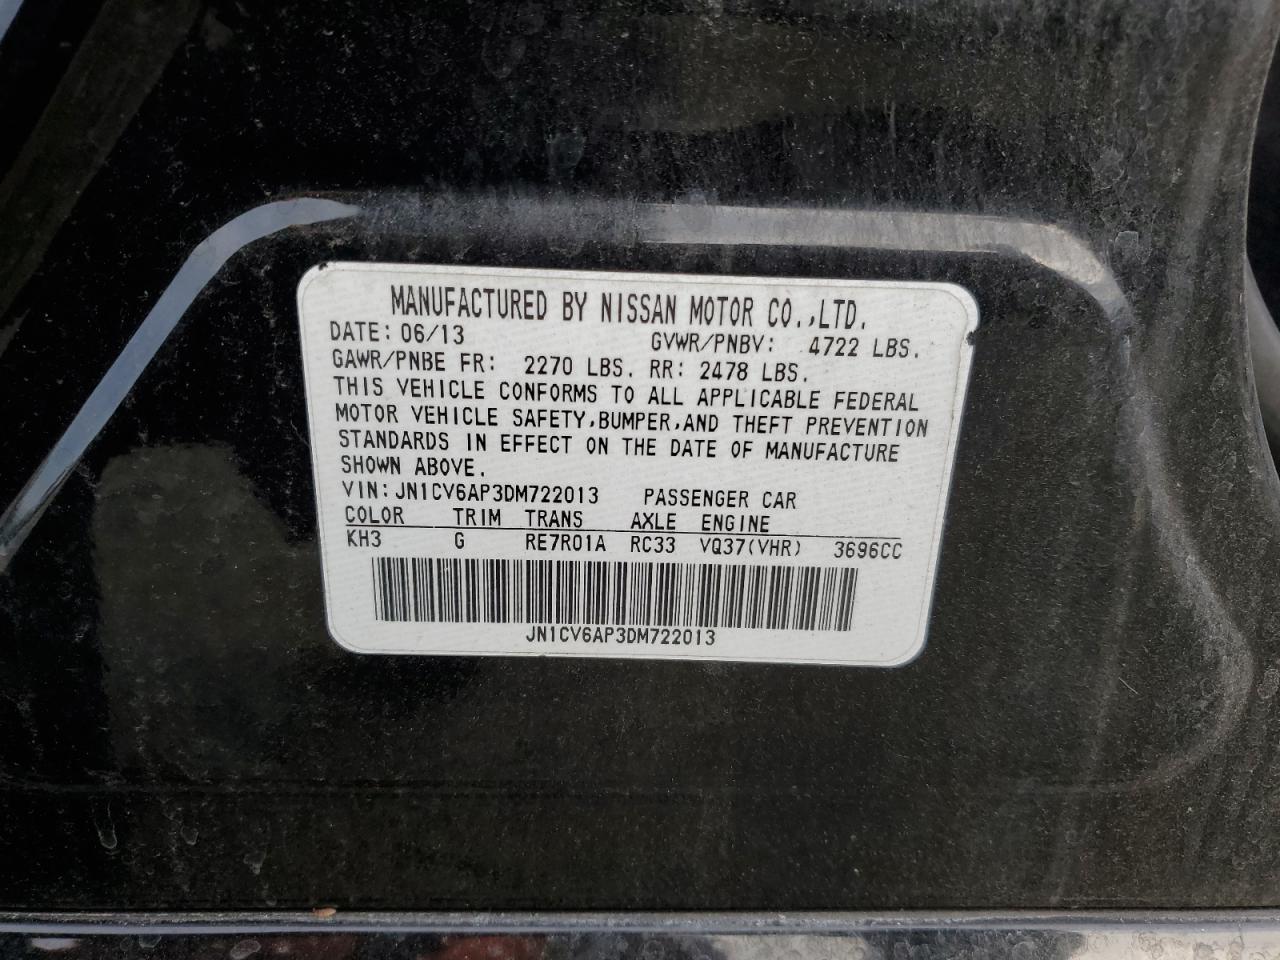 MANUFACTURED BY NISSAN MOTOR CO.,LTD.
DATE: 06/13 GVWR/PNBV: 4722 LBS.
GAWR/PNBE FR: 2270 LBS. RR: 2478 LBS.
THIS VEHICLE CONFORMS TO ALL APPLICABLE FEDERAL
MOTOR VEHICLE SAFETY,BUMPER,AND THEFT PREVENTION
STANDARDS IN EFFECT ON THE DATE OF MANUFACTURE
SHOWN ABOVE.
VIN: JN1CV6AP3DM722013 PASSENGER CAR
COLOR TRIM TRANS AXLE ENGINE
KH3 G RE7R01A RC33 VQ37(VHR) 3696CC
JN1CV6AP3DM722013